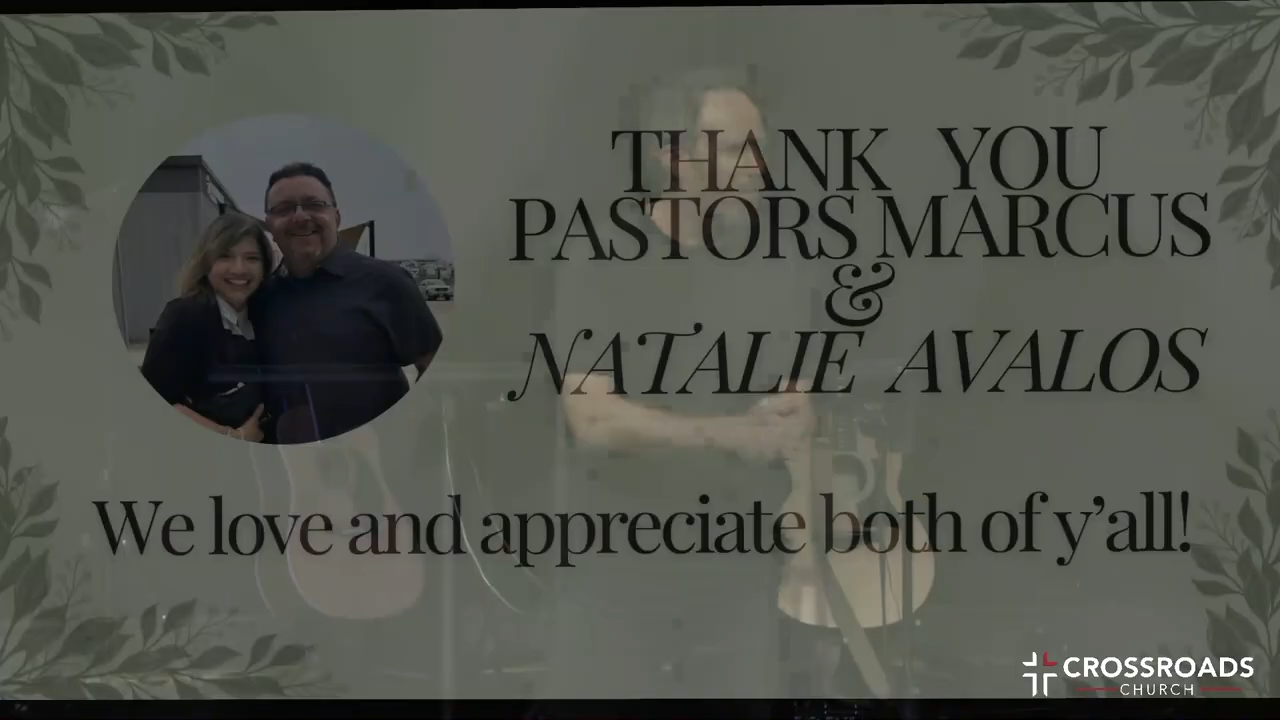 THANK YOU
PASTORS MARCUS
&
NATALIE AVALOS
We love and appreciate both of y'all!
CROSSROADS
CHURCH